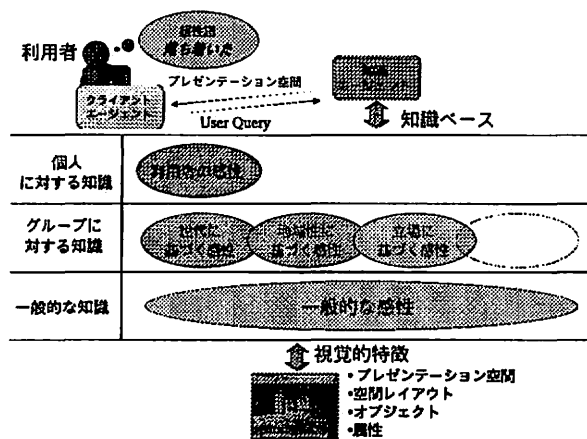 利用者
落ち着いた
プレゼンテーション空間
クライアント
エージェント
User Query
知識ベース
個人
に対する知識
利用者の感性
グループに
対する知識
世代に
基づく感性
地域性に
基づく感性
立場に
基づく感性
一般的な知識
一般的な感性
視覚的特徴
・プレゼンテーション空間
・空間レイアウト
・オブジェクト
・属性